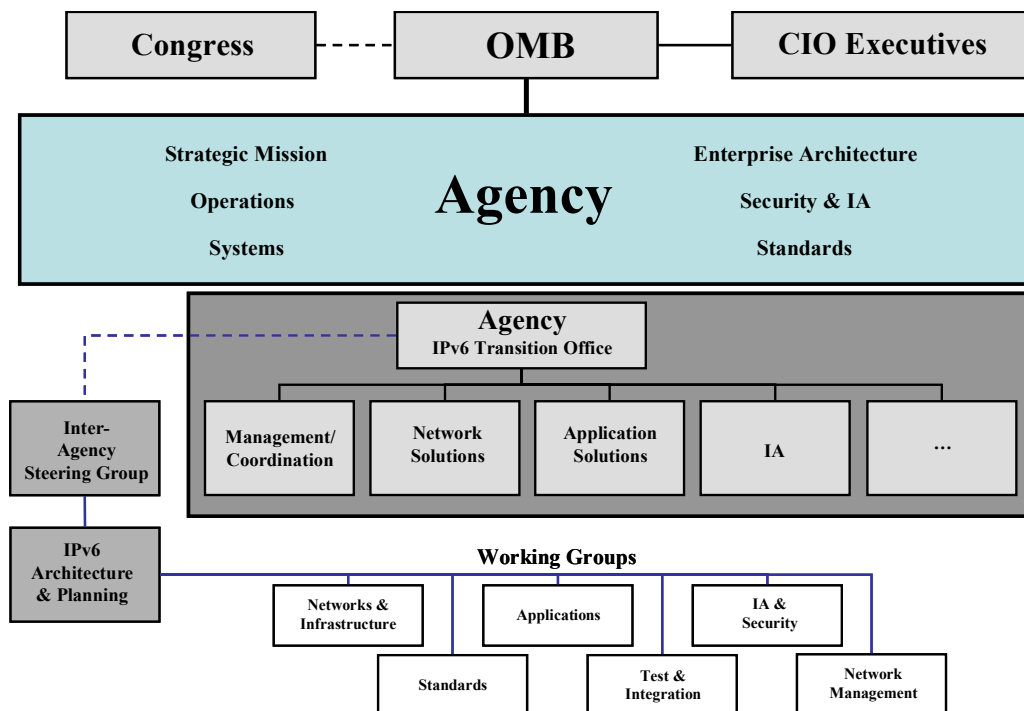 Congress
OMB
CIO Executives
Strategic Mission
Operations
Systems
Agency
Enterprise Architecture
Security & IA
Standards
Agency
IPv6 Transition Office
Management/
Coordination
Network
Solutions
Application
Solutions
IA
...
Inter-
Agency
Steering Group
IPv6
Architecture
& Planning
Working Groups
Networks &
Infrastructure
Applications
IA &
Security
Standards
Test &
Integration
Network
Management